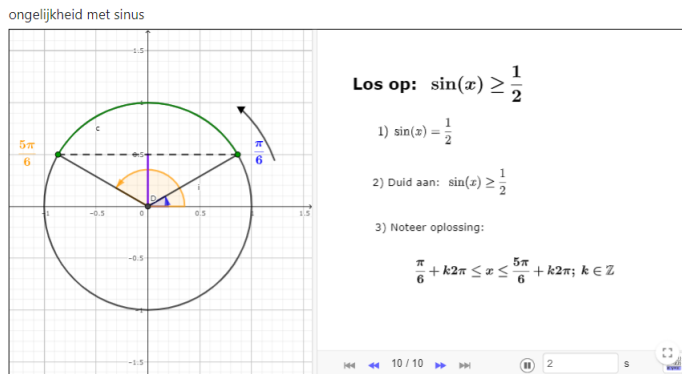 ongelijkheid met sinus
1.5
c
0.5
5π/6
π/6
i
-1
-0.5
0
0.5
1
1.5
-0.5
-1
-1.5
Los op: sin(x) ≥ 1/2
1) sin(x) = 1/2
2) Duid aan: sin(x) ≥ 1/2
3) Noteer oplossing:
π/6 + k2π ≤ x ≤ 5π/6 + k2π; k ∈ ℤ
10 / 10
2
s